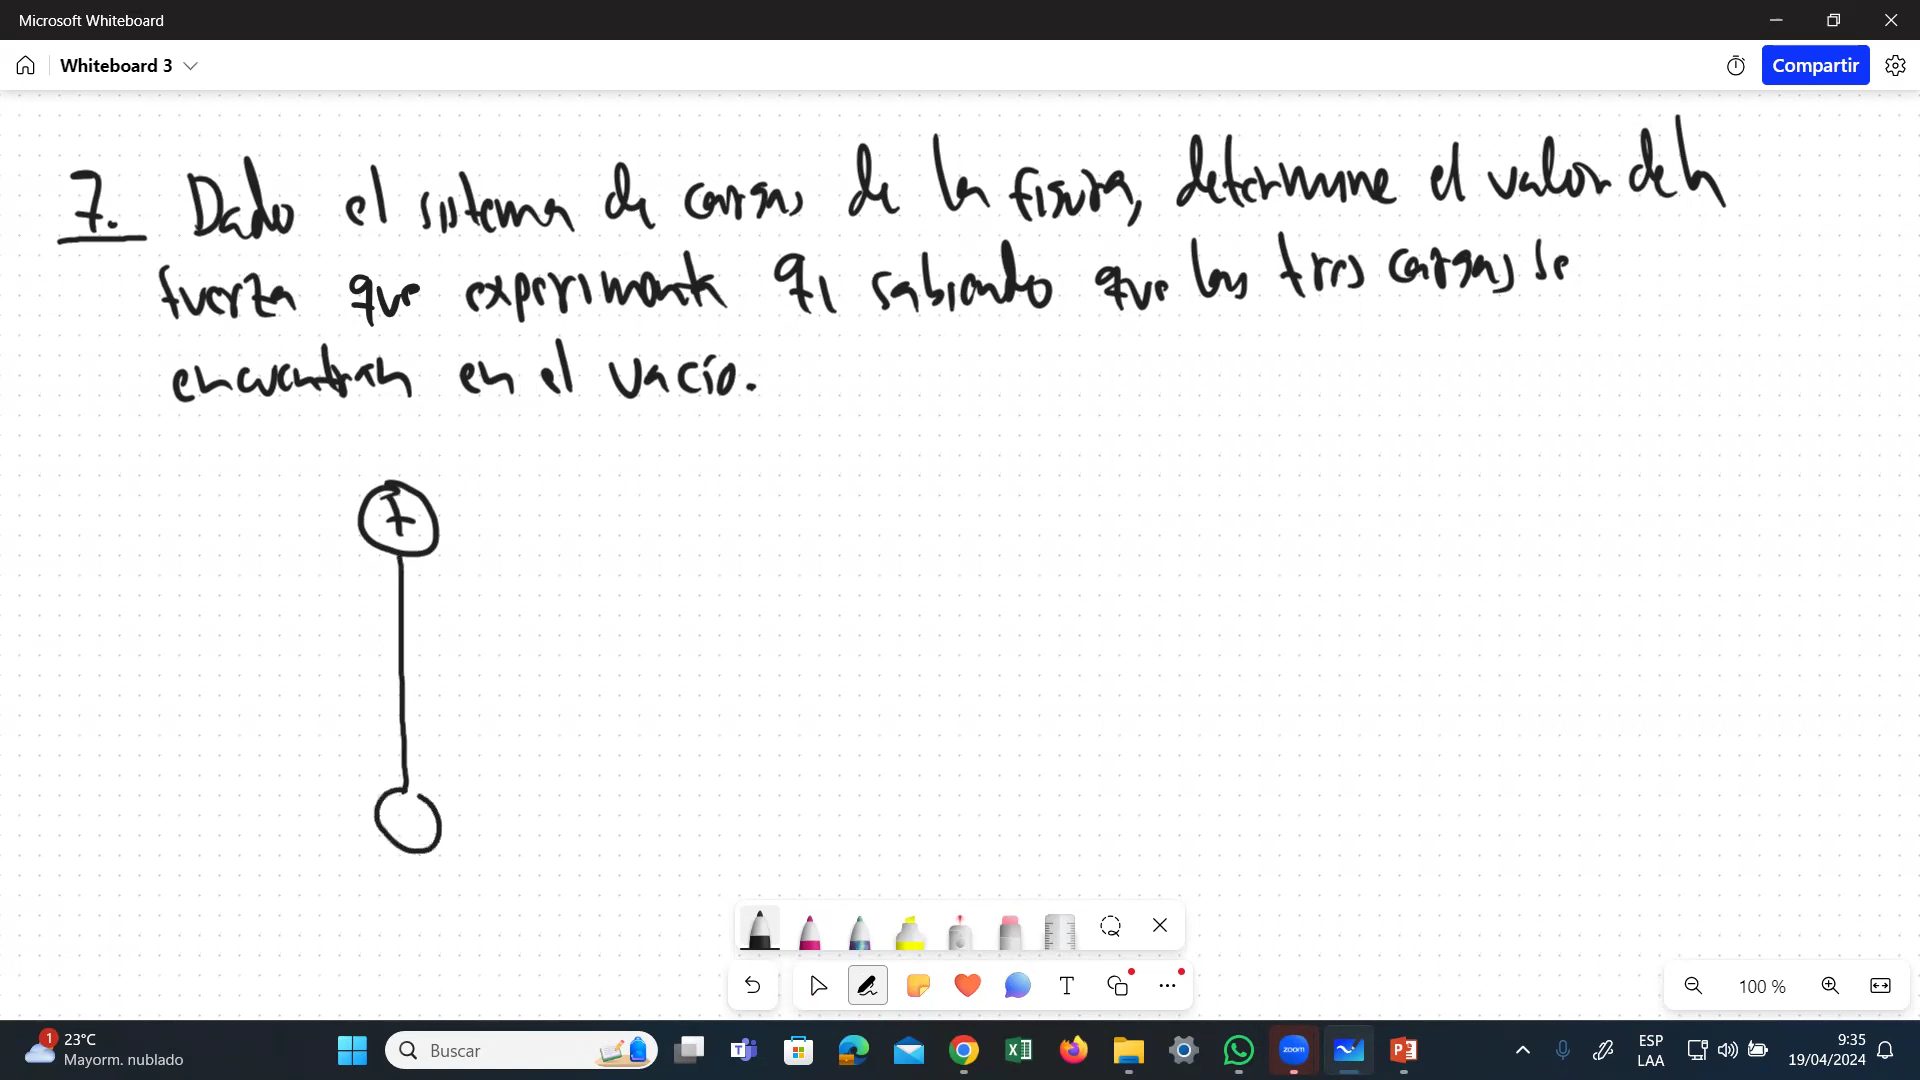 Microsoft Whiteboard
Whiteboard 3
Compartir
7. Dado el sistema de cargas de la figura, determine el valor de la
fuerza que experimenta q1 sabiendo que las tres cargas se
encuentran en el vacío.
+
100 %
1
23°C
Mayorm. nublado
Buscar
zoom
ESP
LAA
9:35
19/04/2024